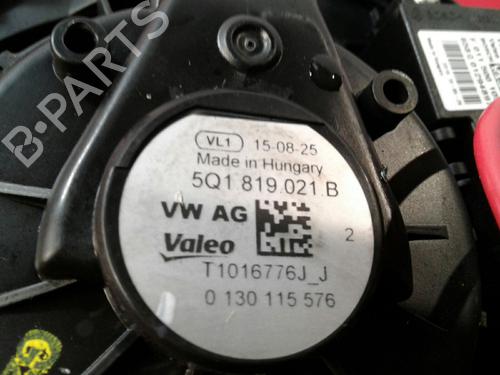 B-PARTS
VL1 15-08-25
Made in Hungary
5Q1 819.021.B
VW AG
Valeo
2
T1016776J_J
0 130 115 576